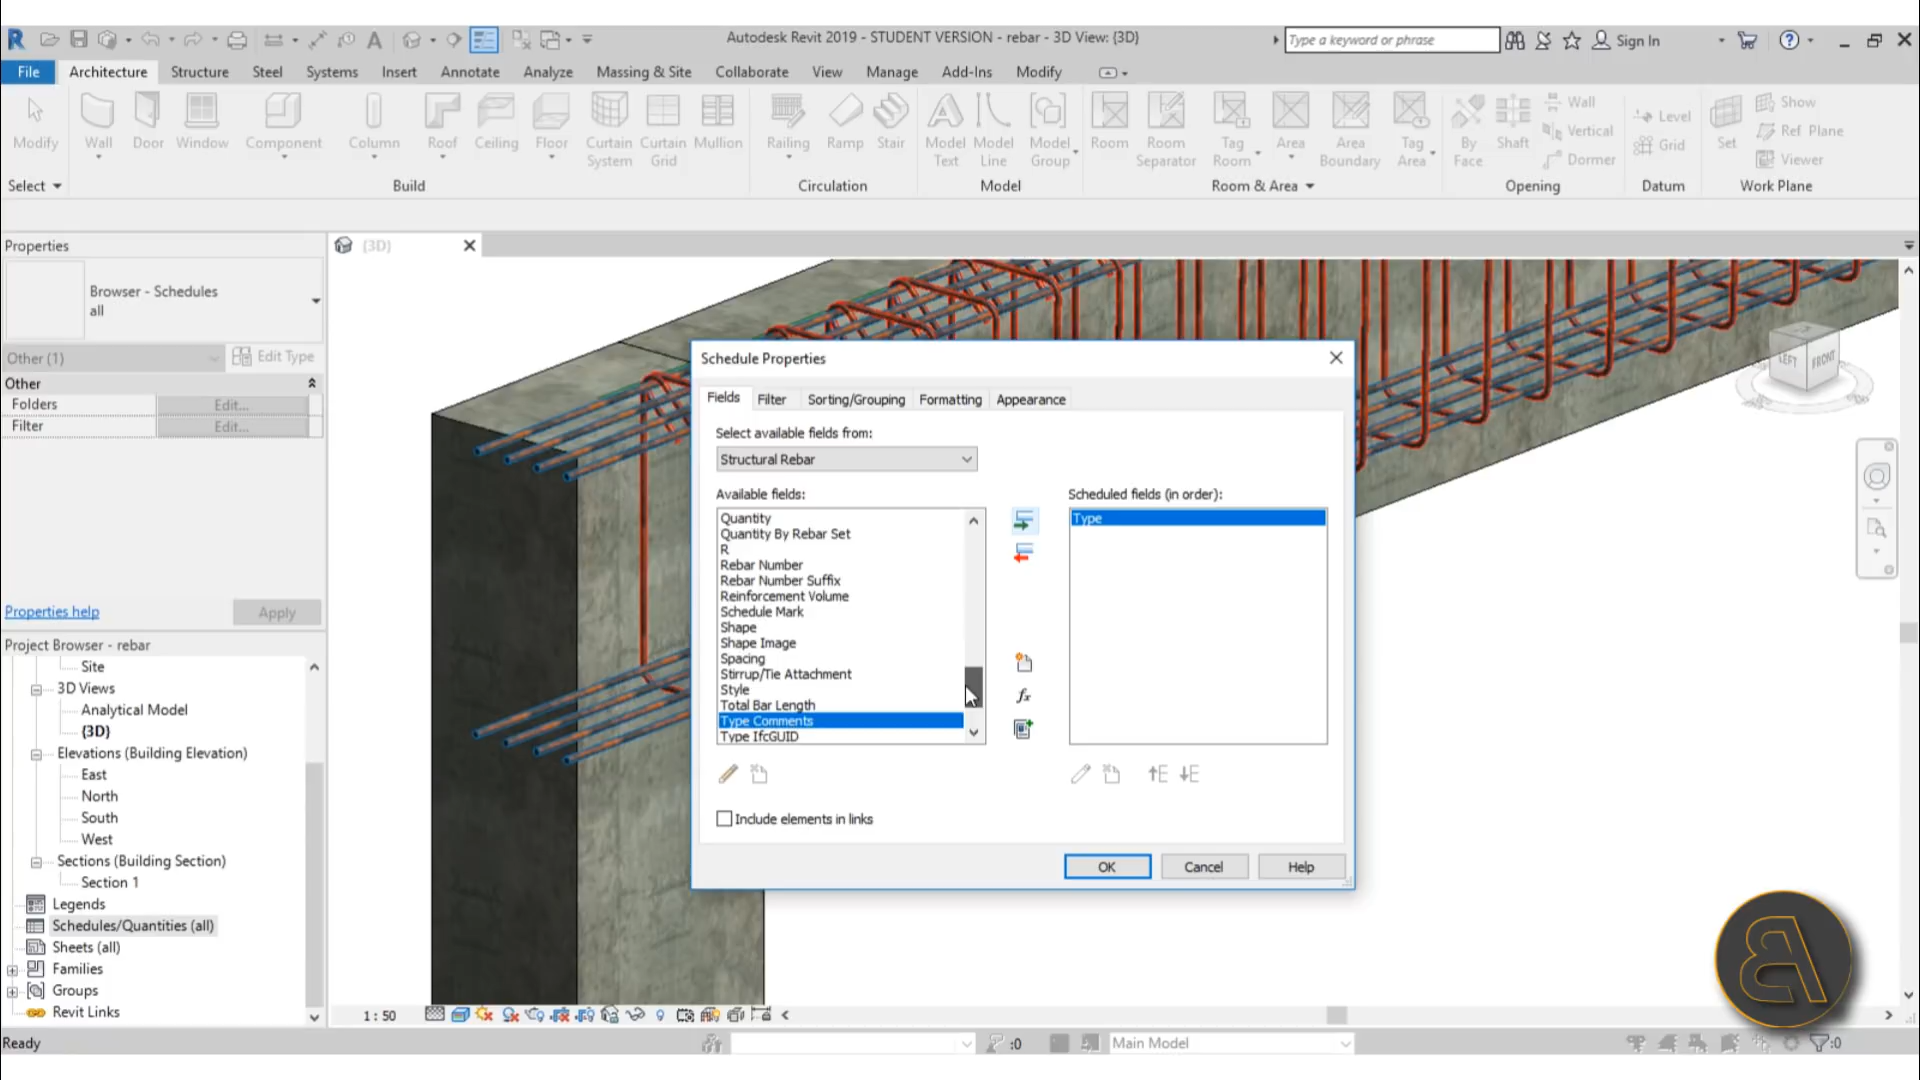 Autodesk Revit 2019 - STUDENT VERSION - rebar - 3D View: {3D}
Type a keyword or phrase
Sign In
File Architecture Structure Steel Systems Insert Annotate Analyze Massing & Site Collaborate View Manage Add-Ins Modify
Modify
Wall
Door
Window
Component
Column
Roof
Ceiling
Floor
Curtain System
Curtain Grid
Mullion
Railing
Ramp
Stair
Model Text
Model Line
Model Group
Room
Room Separator
Tag Room
Area
Area Boundary
Tag Area
By Face
Shaft
Wall
Vertical
Dormer
Level
Grid
Set
Show
Ref Plane
Viewer
Select Build Circulation Model Room & Area Opening Datum Work Plane
Properties
Browser - Schedules
all
Other (1)
Edit Type
Other
Folders Edit...
Filter Edit...
Properties help
Apply
Project Browser - rebar
Site
3D Views
Analytical Model
{3D}
Elevations (Building Elevation)
East
North
South
West
Sections (Building Section)
Section 1
Legends
Schedules/Quantities (all)
Sheets (all)
Families
Groups
Revit Links
{3D}
LEFT FRONT
Schedule Properties
Fields Filter Sorting/Grouping Formatting Appearance
Select available fields from:
Structural Rebar
Available fields:
Quantity
Quantity By Rebar Set
R
Rebar Number
Rebar Number Suffix
Reinforcement Volume
Schedule Mark
Shape
Shape Image
Spacing
Stirrup/Tie Attachment
Style
Total Bar Length
Type Comments
Type IfcGUID
Scheduled fields (in order):
Type
fx
Include elements in links
OK Cancel Help
1 : 50
Ready
:0
Main Model
:0